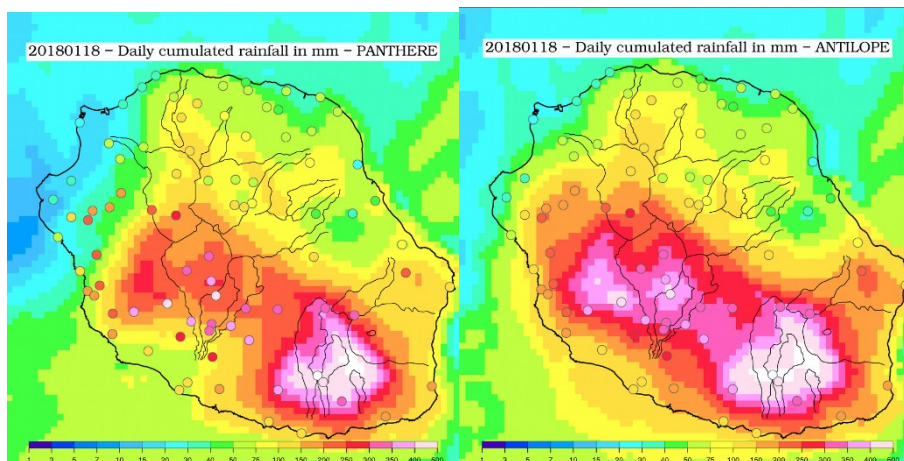 20180118 – Daily cumulated rainfall in mm – PANTHERE
20180118 – Daily cumulated rainfall in mm – ANTILOPE
1 3 5 7 10 15 20 30 40 50 75 100 150 200 250 300 350 400 500
1 3 5 7 10 15 20 30 40 50 75 100 150 200 250 300 350 400 500